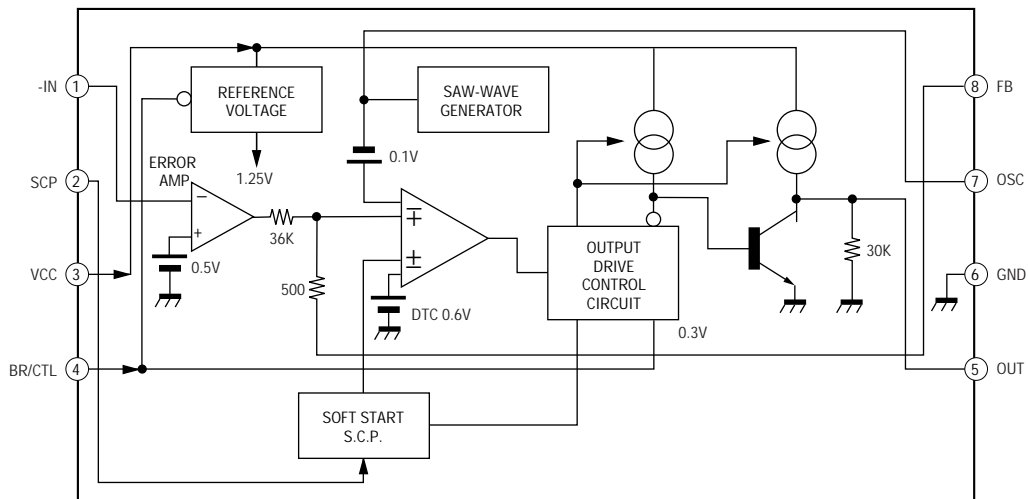 -IN
1
REFERENCE
VOLTAGE
SAW-WAVE
GENERATOR
8
FB
ERROR
AMP
1.25V
0.1V
SCP
2
7
OSC
−
+
36K
−
+
+
−
OUTPUT
DRIVE
CONTROL
CIRCUIT
30K
VCC
3
0.5V
500
DTC 0.6V
6
GND
0.3V
BR/CTL
4
5
OUT
SOFT START
S.C.P.